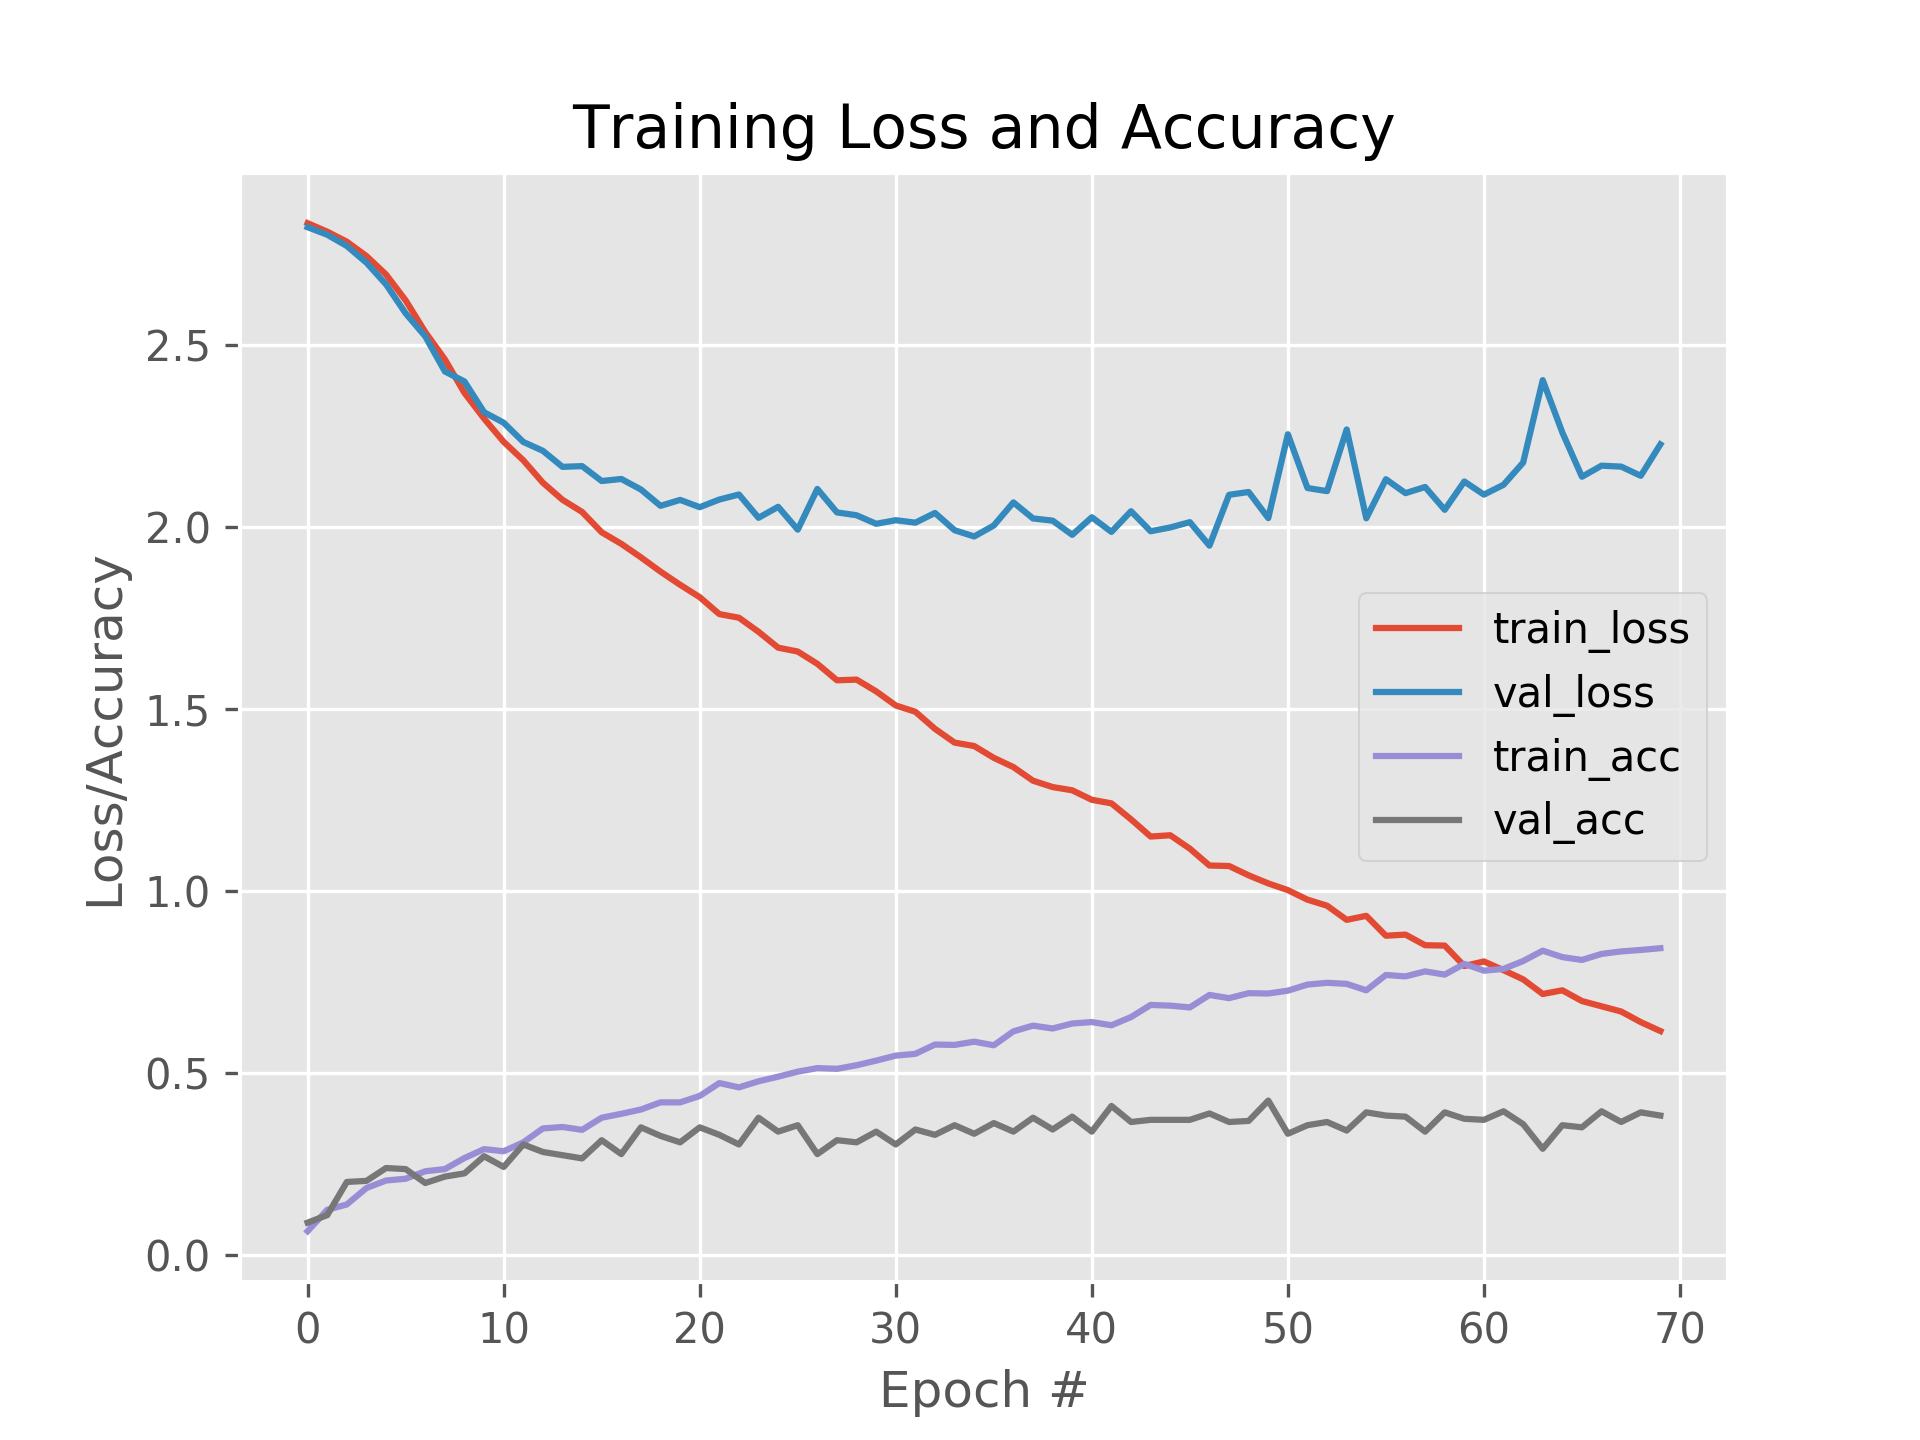 Training Loss and Accuracy
Loss/Accuracy
2.5
2.0
1.5
1.0
0.5
0.0
train_loss
val_loss
train_acc
val_acc
0 10 20 30 40 50 60 70
Epoch #